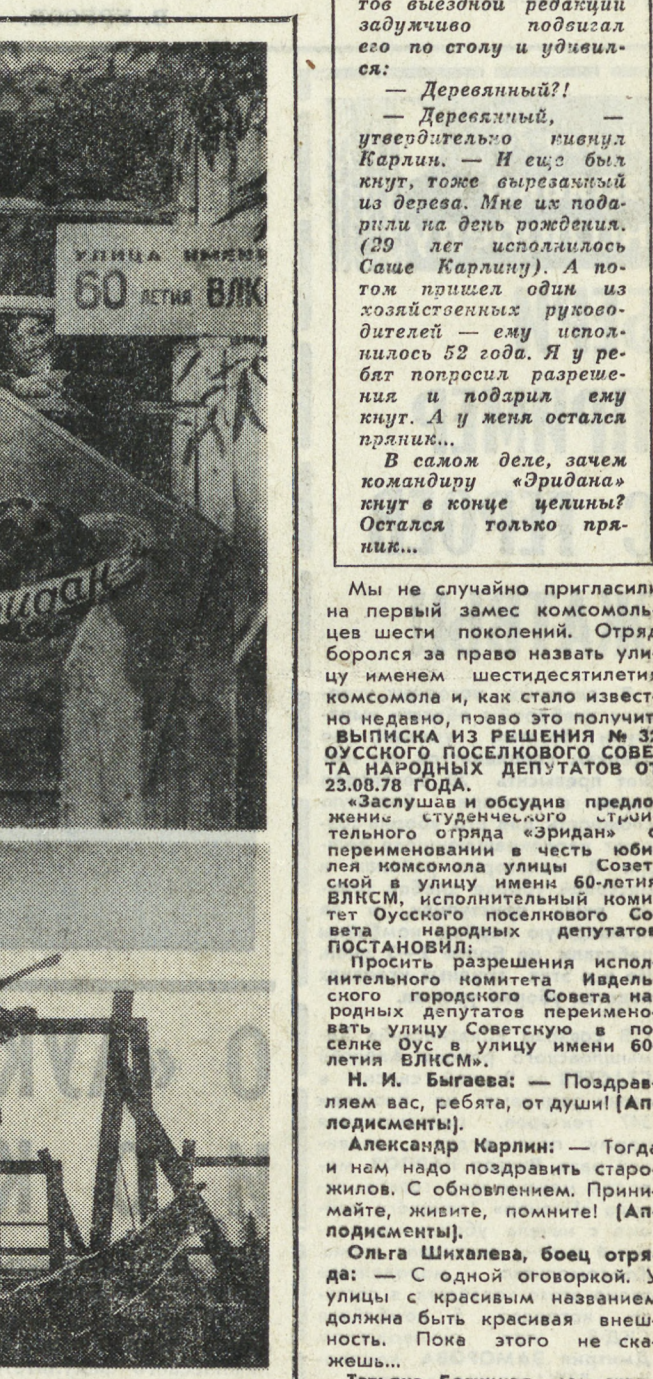 УЛИЦА ИМЕНИ
60 ЛЕТИЯ ВЛК
идан
тов выездной редакции
задумчиво подвигал
его по столу и удивил-
ся:
— Деревянный?!
— Деревянный, —
утвердительно кивнул
Карлин. — И еще был
кнут, тоже вырезанный
из дерева. Мне их пода-
рили на день рождения.
(29 лет исполнилось
Саше Карлину). А по-
том пришел один из
хозяйственных руково-
дителей — ему испол-
нилось 52 года. Я у ре-
бят попросил разреше-
ния и подарил ему
кнут. А у меня остался
пряник...
В самом деле, зачем
командиру «Эридана»
кнут в конце целины?
Остался только пря-
ник...
Мы не случайно пригласили
на первый замес комсомоль-
цев шести поколений. Отряд
боролся за право назвать ули-
цу именем шестидесятилетия
комсомола и, как стало извест-
но недавно, право это получит
ВЫПИСКА ИЗ РЕШЕНИЯ № 32
ОУССКОГО ПОСЕЛКОВОГО СОВЕ-
ТА НАРОДНЫХ ДЕПУТАТОВ ОТ
23.08.78 ГОДА.
«Заслушав и обсудив предло-
жение студенческого строи-
тельного отряда «Эридан» о
переименовании в честь юби-
лея комсомола улицы Совет-
ской в улицу имени 60-летия
ВЛКСМ, исполнительный коми-
тет Оусского поселкового Со-
вета народных депутатов
ПОСТАНОВИЛ:
Просить разрешения испол-
нительного комитета Ивдель-
ского городского Совета на-
родных депутатов переимено-
вать улицу Советскую в по-
селке Оус в улицу имени 60-
летия ВЛКСМ».
Н. И. Быгаева: — Поздрав-
ляем вас, ребята, от души! (Ап-
лодисменты).
Александр Карлин: — Тогда
и нам надо поздравить старо-
жилов. С обновлением. Прини-
майте, живите, помните! (Ап-
лодисменты).
Ольга Шихалева, боец отря-
да: — С одной оговоркой. У
улицы с красивым названием
должна быть красивая внеш-
ность. Пока этого не ска-
жешь...